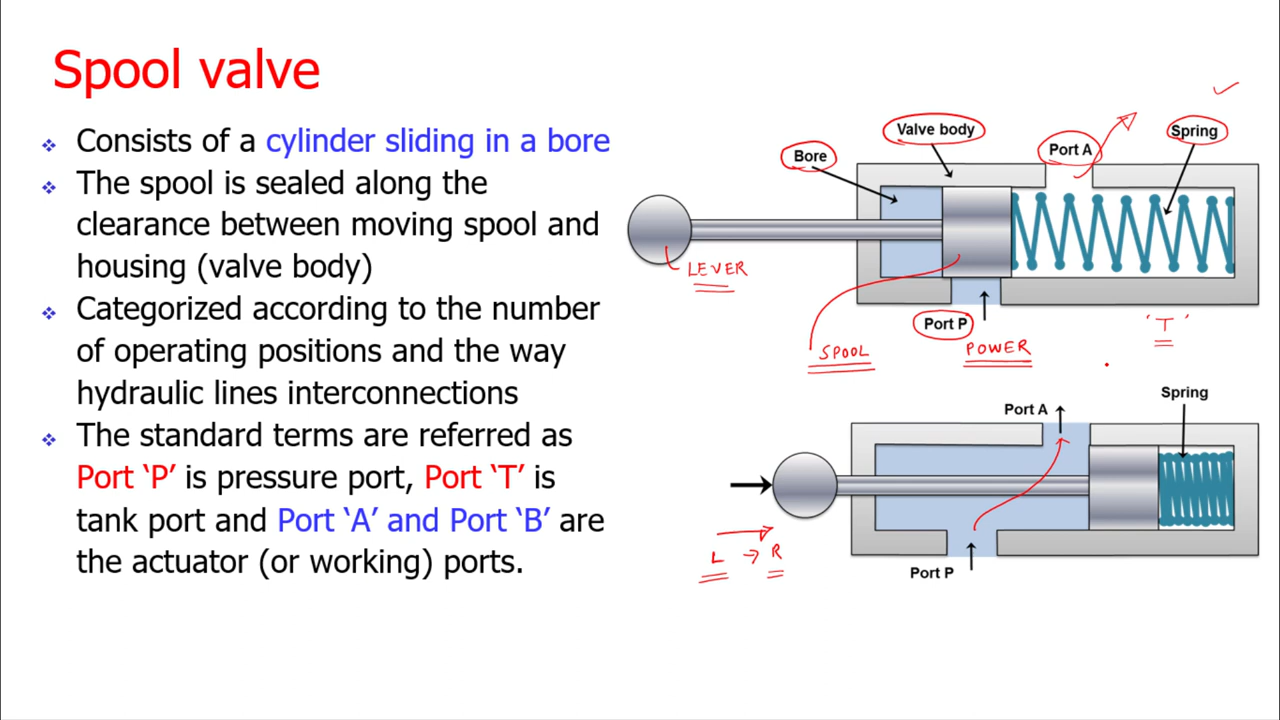 Spool valve
Consists of a cylinder sliding in a bore
The spool is sealed along the
clearance between moving spool and
housing (valve body)
Categorized according to the number
of operating positions and the way
hydraulic lines interconnections
The standard terms are referred as
Port ‘P’ is pressure port, Port ‘T’ is
tank port and Port ‘A’ and Port ‘B’ are
the actuator (or working) ports.
Valve body
Spring
Port A
Bore
LEVER
Port P
'T'
SPOOL
POWER
Spring
Port A
L → R
Port P